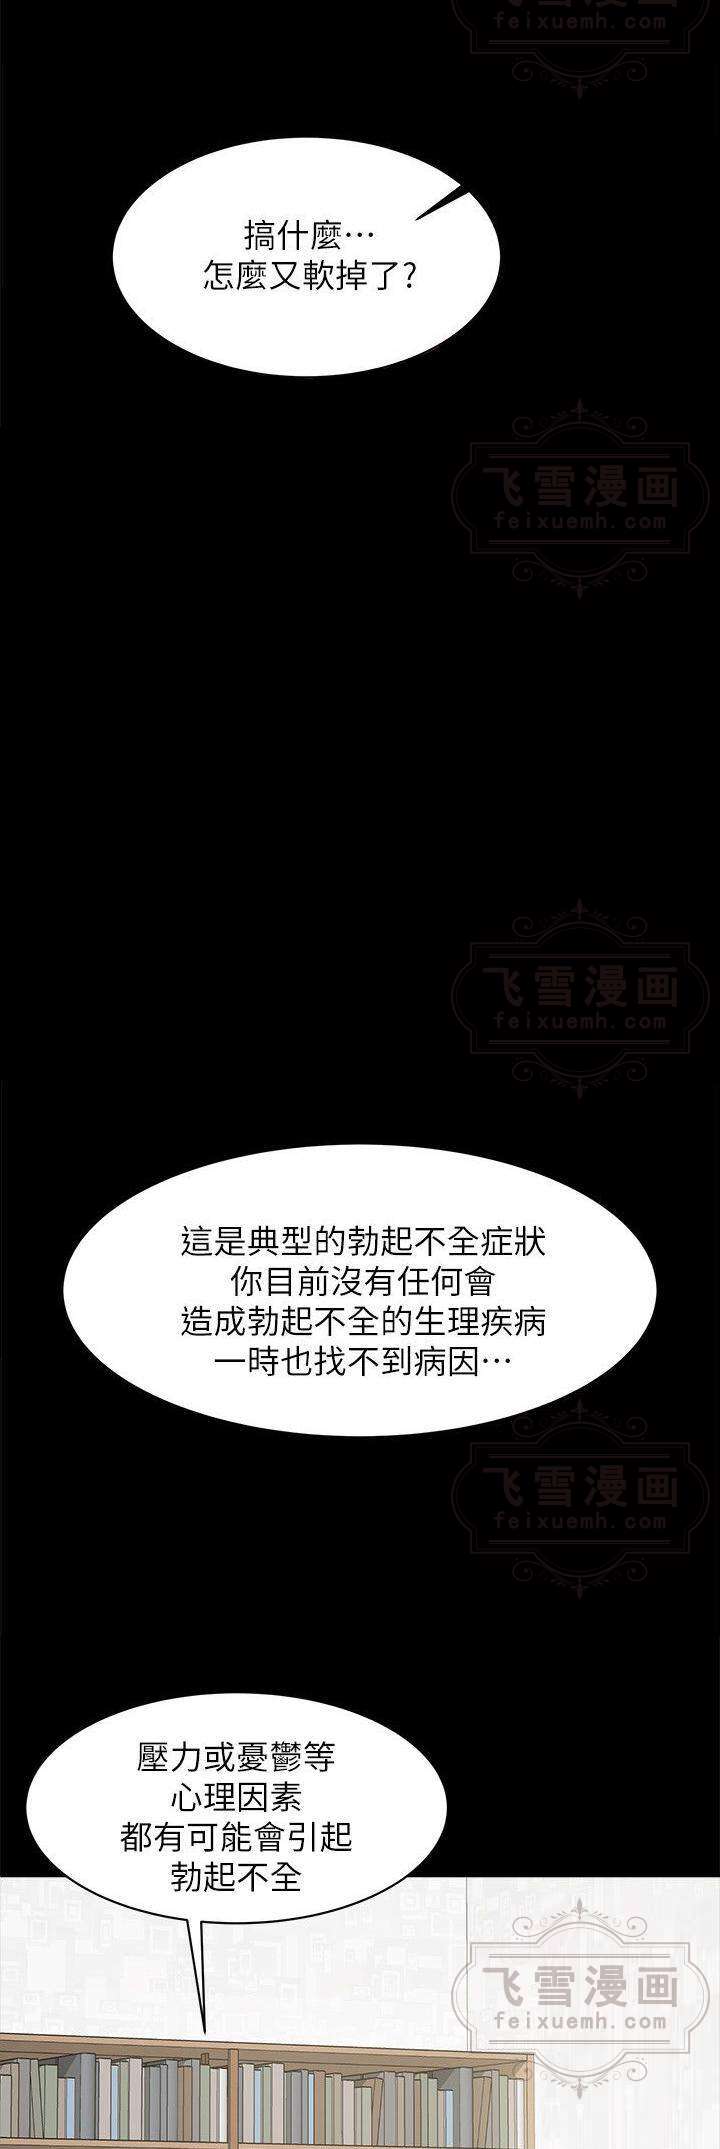 feixuemh.com
搞什麼…
怎麼又軟掉了?
飞雪漫画
feixuemh.com
飞雪漫画
feixuemh.com
這是典型的勃起不全症狀
你目前沒有任何會
造成勃起不全的生理疾病
一時也找不到病因…
飞雪漫画
feixuemh.com
壓力或憂鬱等
心理因素
都有可能會引起
勃起不全
飞雪漫画
feixuemh.com